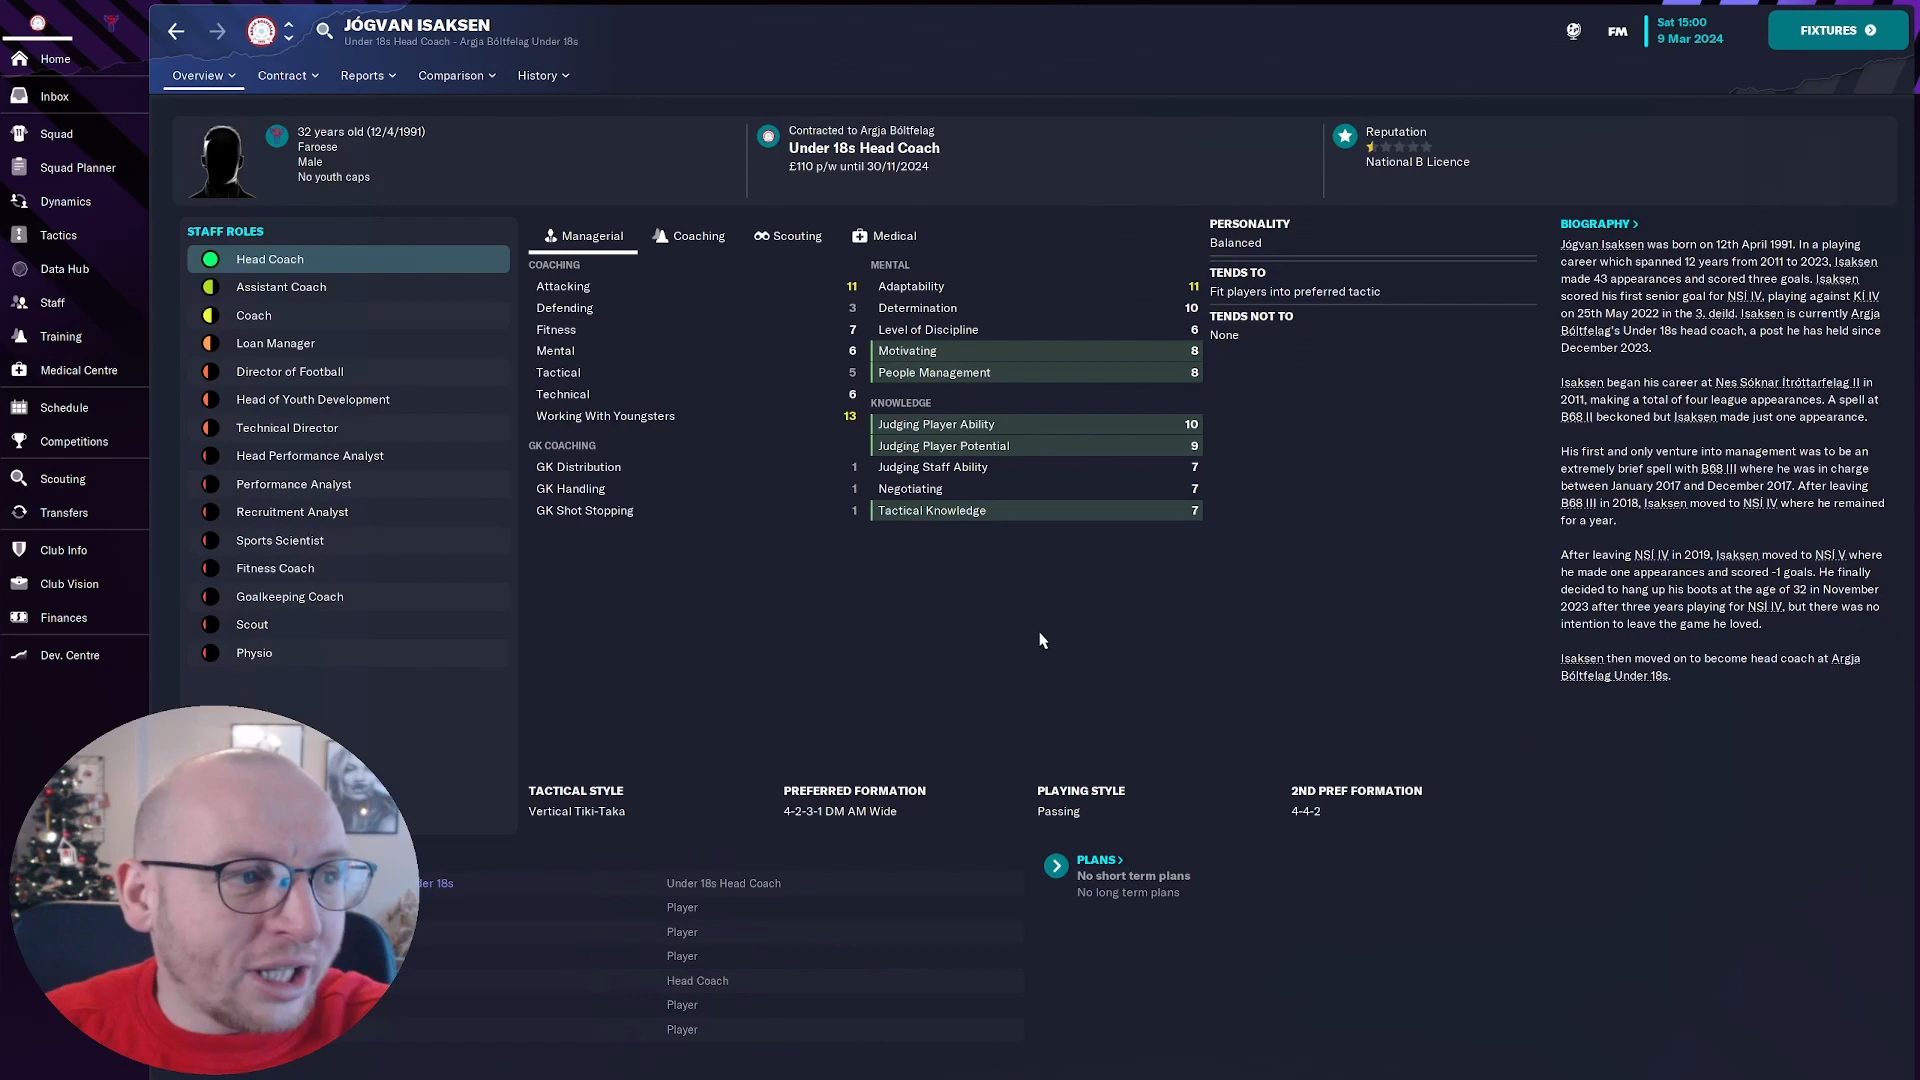 JÓGVAN ISAKSEN
Under 18s Head Coach - Argja Bóltfelag Under 18s
FM
Sat 15:00
9 Mar 2024
FIXTURES
Overview
Contract
Reports
Comparison
History
Home
Inbox
Squad
Squad Planner
Dynamics
Tactics
Data Hub
Staff
Training
Medical Centre
Schedule
Competitions
Scouting
Transfers
Club Info
Club Vision
Finances
Dev. Centre
32 years old (12/4/1991)
Faroese
Male
No youth caps
Contracted to Argja Bóltfelag
Under 18s Head Coach
£110 p/w until 30/11/2024
Reputation
National B Licence
STAFF ROLES
Head Coach
Assistant Coach
Coach
Loan Manager
Director of Football
Head of Youth Development
Technical Director
Head Performance Analyst
Performance Analyst
Recruitment Analyst
Sports Scientist
Fitness Coach
Goalkeeping Coach
Scout
Physio
Managerial
Coaching
Scouting
Medical
COACHING
Attacking 11
Defending 3
Fitness 7
Mental 6
Tactical 5
Technical 6
Working With Youngsters 13
GK COACHING
GK Distribution 1
GK Handling 1
GK Shot Stopping 1
MENTAL
Adaptability 11
Determination 10
Level of Discipline 6
Motivating 8
People Management 8
KNOWLEDGE
Judging Player Ability 10
Judging Player Potential 9
Judging Staff Ability 7
Negotiating 7
Tactical Knowledge 7
PERSONALITY
Balanced
TENDS TO
Fit players into preferred tactic
TENDS NOT TO
None
BIOGRAPHY
Jógvan Isaksen was born on 12th April 1991. In a playing
career which spanned 12 years from 2011 to 2023, Isaksen
made 43 appearances and scored three goals. Isaksen
scored his first senior goal for NSÍ IV, playing against KÍ IV
on 25th May 2022 in the 3. deild. Isaksen is currently Argja
Bóltfelag's Under 18s head coach, a post he has held since
December 2023.
Isaksen began his career at Nes Sóknar Ítróttarfelag II in
2011, making a total of four league appearances. A spell at
B68 II beckoned but Isaksen made just one appearance.
His first and only venture into management was to be an
extremely brief spell with B68 III where he was in charge
between January 2017 and December 2017. After leaving
B68 III in 2018, Isaksen moved to NSÍ IV where he remained
for a year.
After leaving NSÍ IV in 2019, Isaksen moved to NSÍ V where
he made one appearances and scored -1 goals. He finally
decided to hang up his boots at the age of 32 in November
2023 after three years playing for NSÍ IV, but there was no
intention to leave the game he loved.
Isaksen then moved on to become head coach at Argja
Bóltfelag Under 18s.
TACTICAL STYLE
Vertical Tiki-Taka
PREFERRED FORMATION
4-2-3-1 DM AM Wide
PLAYING STYLE
Passing
2ND PREF FORMATION
4-4-2
18s
Under 18s Head Coach
Player
Player
Player
Head Coach
Player
Player
PLANS
No short term plans
No long term plans